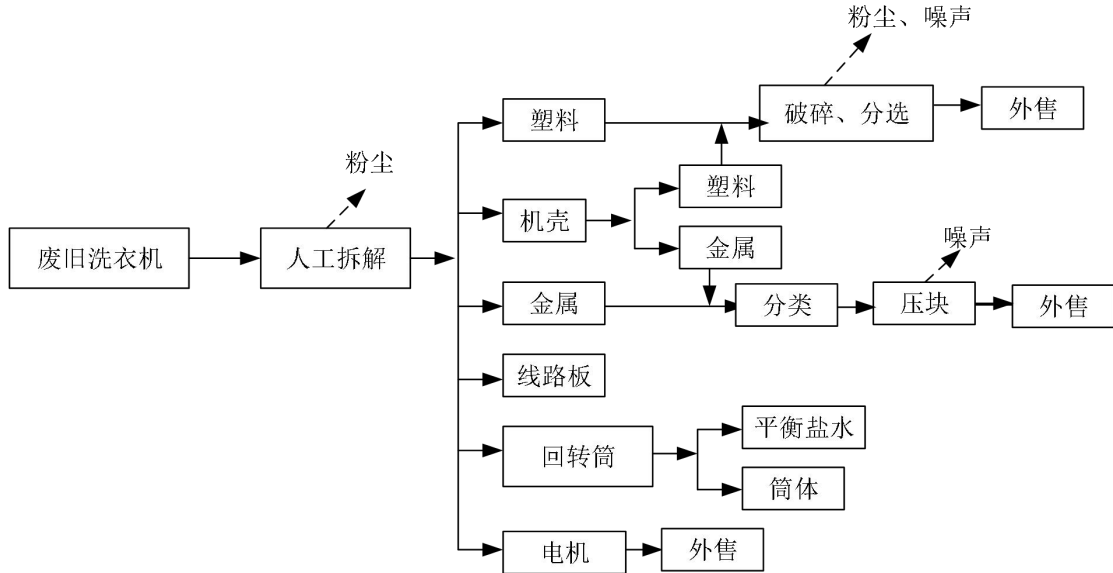 粉尘、噪声
塑料
破碎、分选
外售
粉尘
塑料
机壳
金属
噪声
废旧洗衣机
人工拆解
金属
分类
压块
外售
线路板
平衡盐水
回转筒
筒体
电机
外售